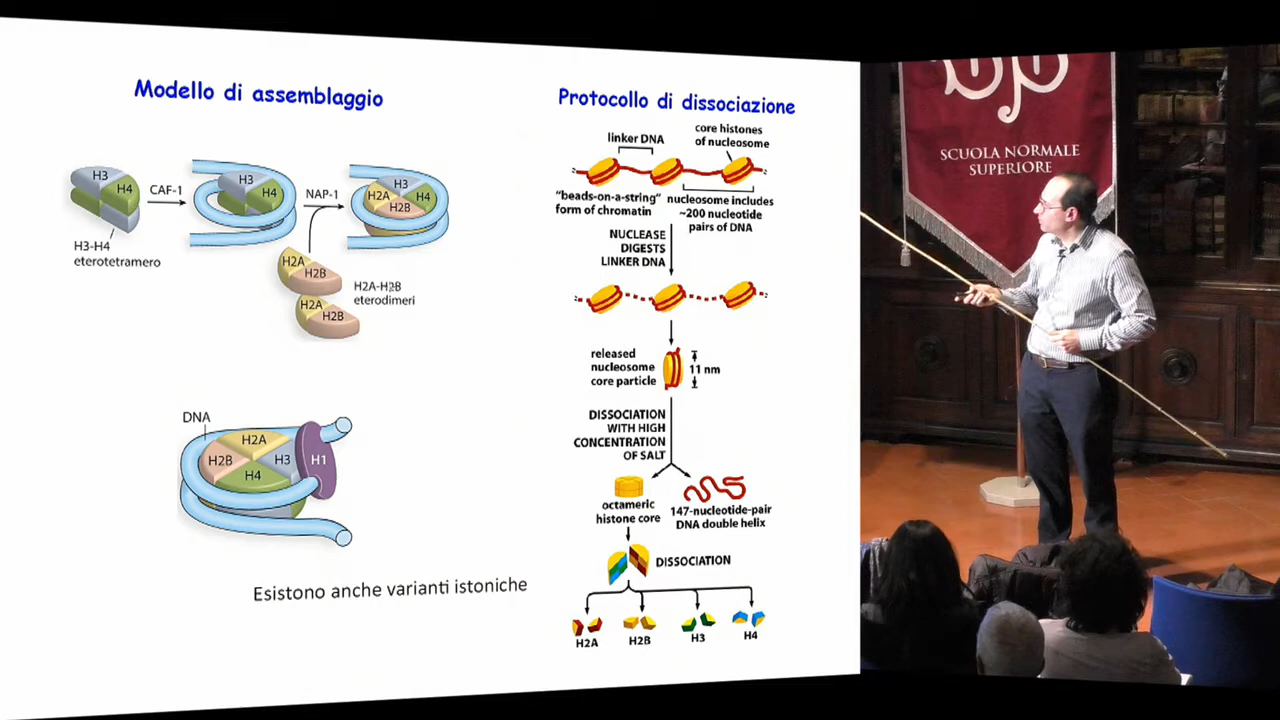 Modello di assemblaggio
H3
H4
CAF-1
H3
H4
NAP-1
H3
H2A
H4
H2B
H3-H4
eterotetramero
H2A
H2B
H2A
H2B
H2A-H2B
eterodimeri
DNA
H2A
H2B
H3
H1
H4
Esistono anche varianti istoniche
Protocollo di dissociazione
linker DNA
core histones
of nucleosome
"beads-on-a-string"
form of chromatin
nucleosome includes
~200 nucleotide
pairs of DNA
NUCLEASE
DIGESTS
LINKER DNA
released
nucleosome
core particle
11 nm
DISSOCIATION
WITH HIGH
CONCENTRATION
OF SALT
octameric
histone core
147-nucleotide-pair
DNA double helix
DISSOCIATION
H2A
H2B
H3
H4
SCUOLA NORMALE
SUPERIORE